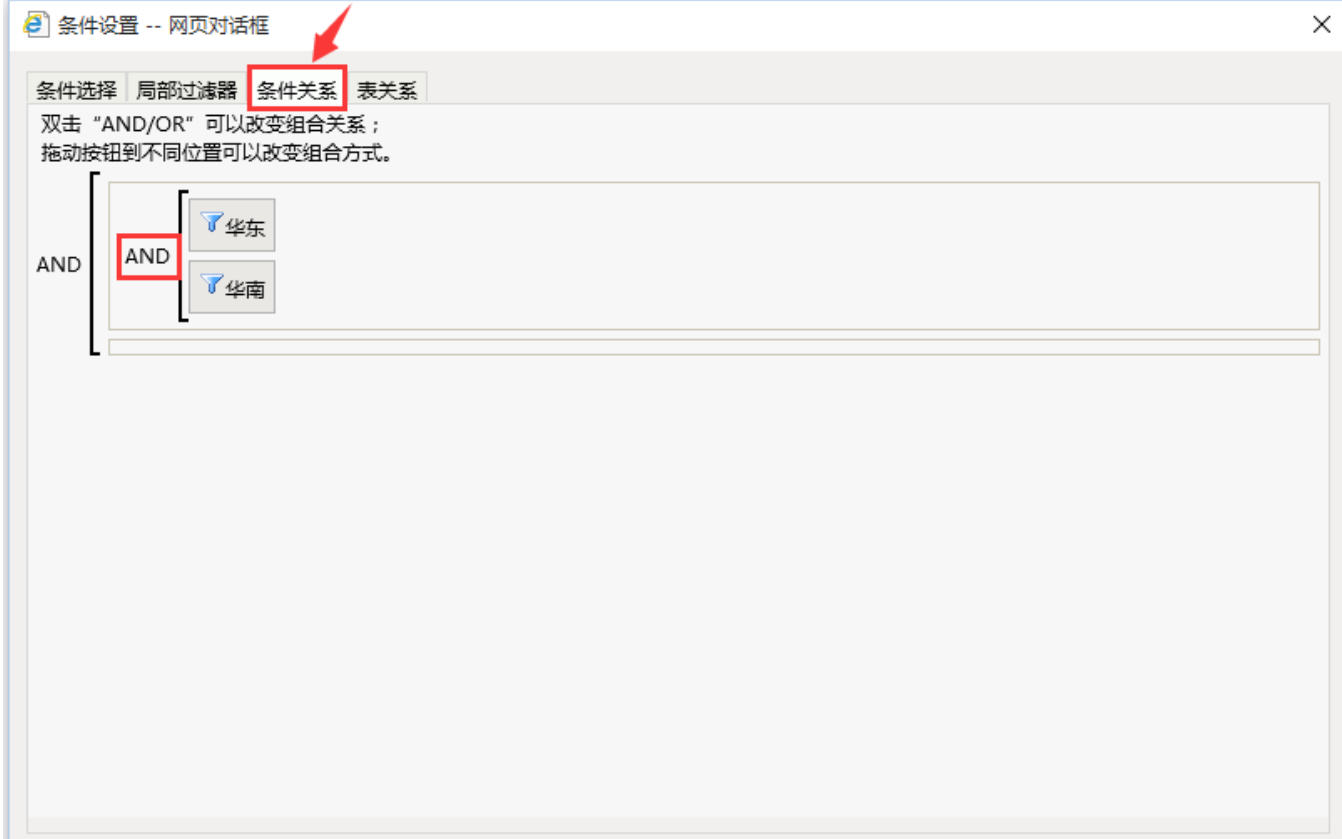 条件设置 -- 网页对话框
条件选择 局部过滤器 条件关系 表关系
双击“AND/OR”可以改变组合关系；
拖动按钮到不同位置可以改变组合方式。
AND
AND
华东
华南